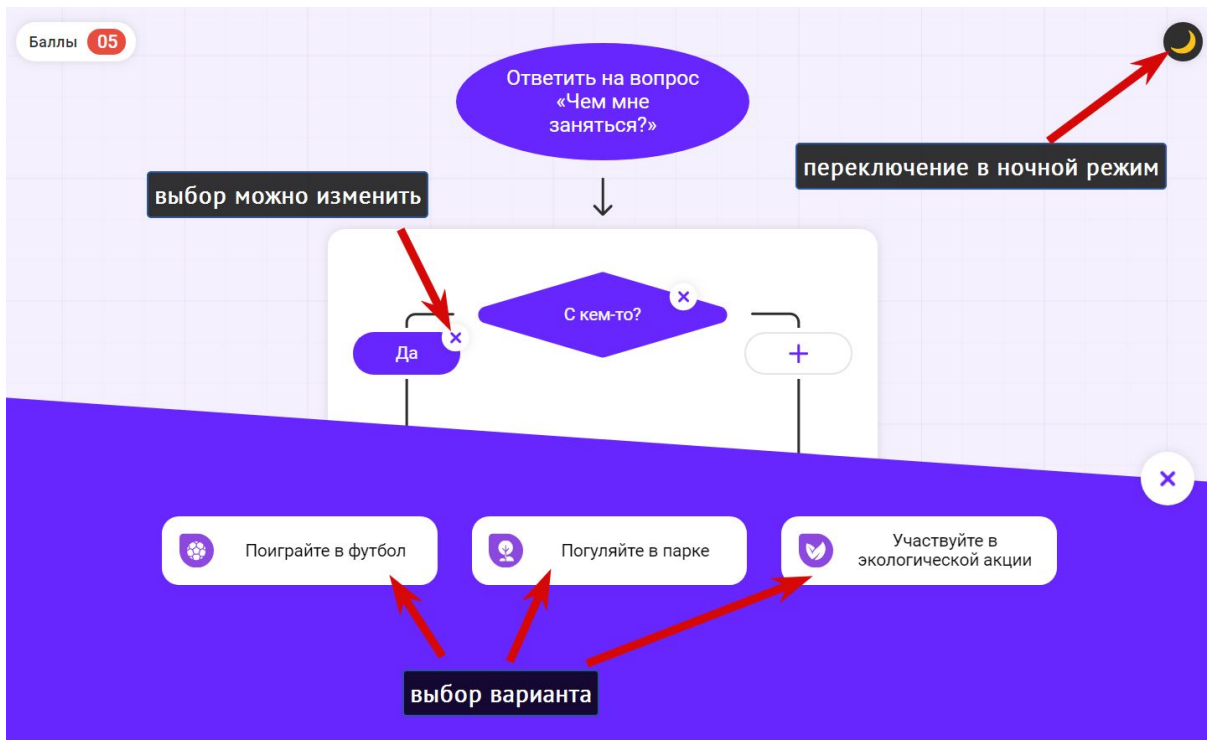 Баллы 05
Ответить на вопрос
«Чем мне
заняться?»
переключение в ночной режим
выбор можно изменить
С кем-то?
Да
Поиграйте в футбол
Погуляйте в парке
Участвуйте в
экологической акции
выбор варианта